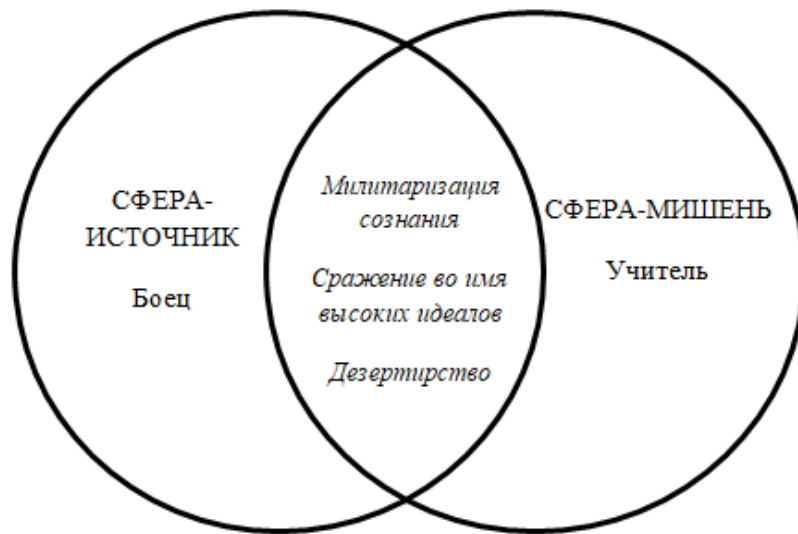 СФЕРА-
ИСТОЧНИК
Боец
Милитаризация
сознания
Сражение во имя
высоких идеалов
Дезертирство
СФЕРА-МИШЕНЬ
Учитель